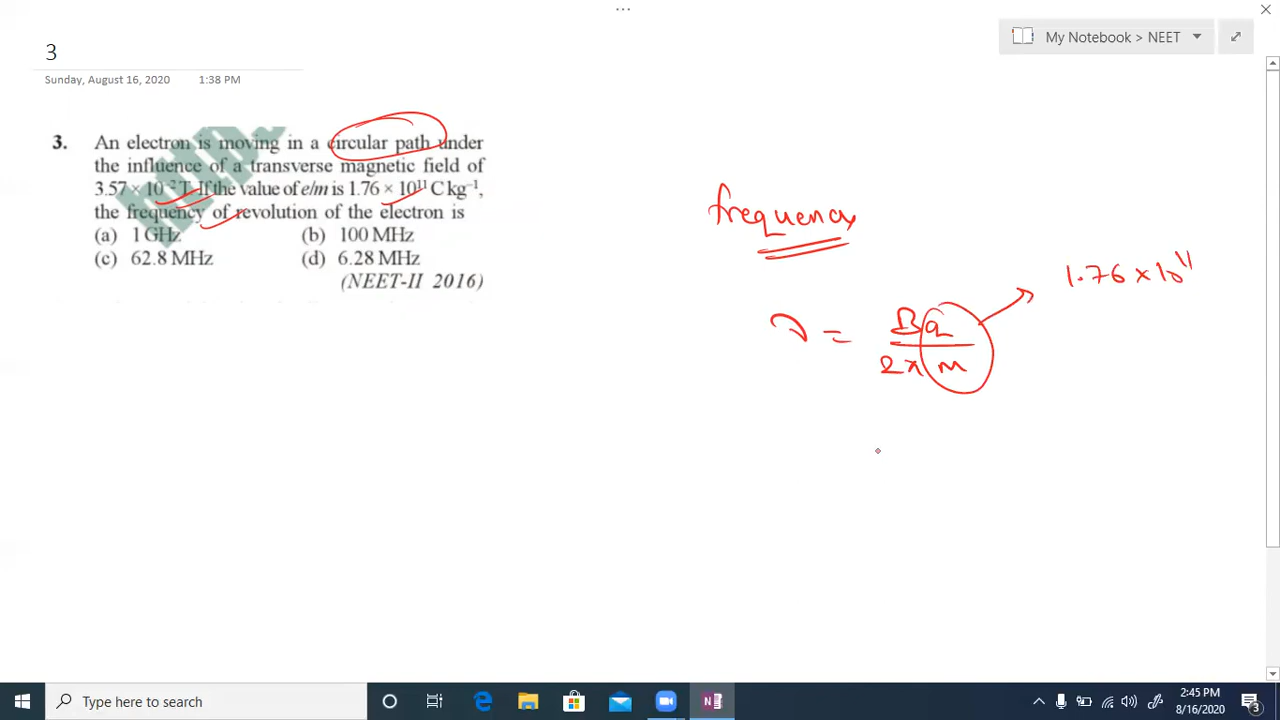 ...
My Notebook > NEET
3
Sunday, August 16, 2020 1:38 PM
3. An electron is moving in a circular path under
the influence of a transverse magnetic field of
3.57 × 10⁻² T. If the value of e/m is 1.76 × 10¹¹ C kg⁻¹,
the frequency of revolution of the electron is
(a) 1 GHz (b) 100 MHz
(c) 62.8 MHz (d) 6.28 MHz
(NEET-II 2016)
frequency
1.76 × 10¹¹
ν = Bq
2π m
Type here to search
2:45 PM
8/16/2020
3